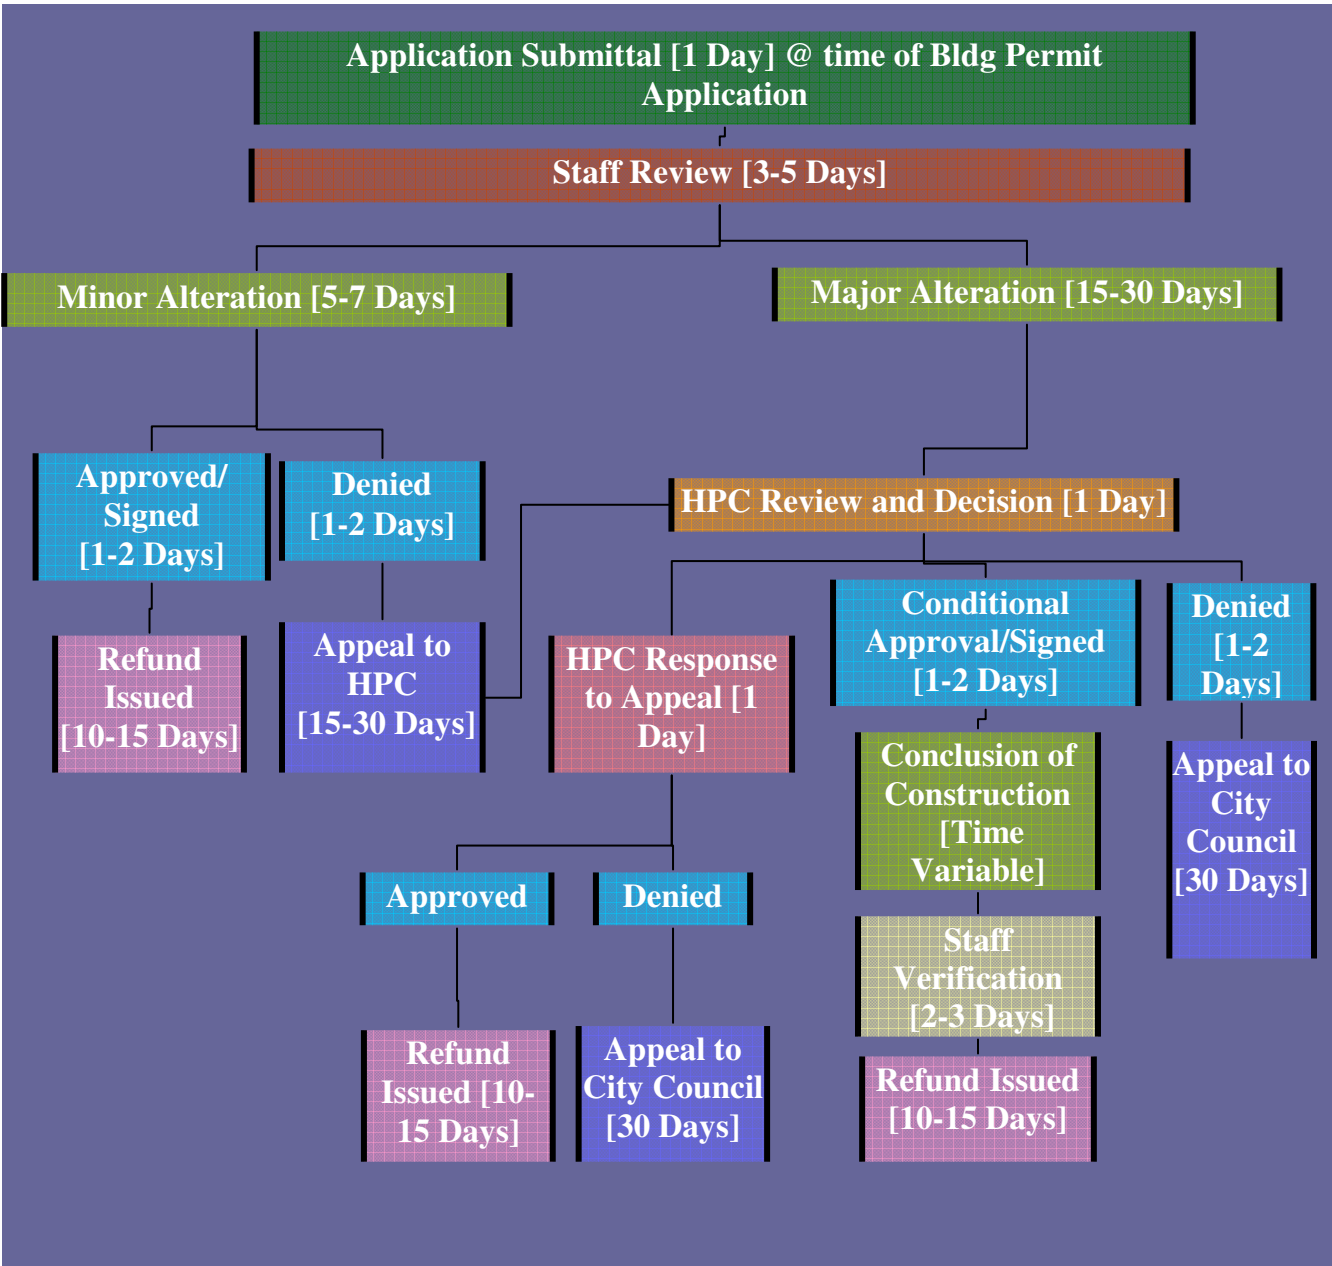 Application Submittal [1 Day] @ time of Bldg Permit
Application
Staff Review [3-5 Days]
Minor Alteration [5-7 Days]
Major Alteration [15-30 Days]
Approved/
Signed
[1-2 Days]
Denied
[1-2 Days]
HPC Review and Decision [1 Day]
Refund
Issued
[10-15 Days]
Appeal to
HPC
[15-30 Days]
HPC Response
to Appeal [1
Day]
Conditional
Approval/Signed
[1-2 Days]
Denied
[1-2
Days]
Conclusion of
Construction
[Time
Variable]
Appeal to
City
Council
[30 Days]
Approved
Denied
Staff
Verification
[2-3 Days]
Refund
Issued [10-
15 Days]
Appeal to
City Council
[30 Days]
Refund Issued
[10-15 Days]